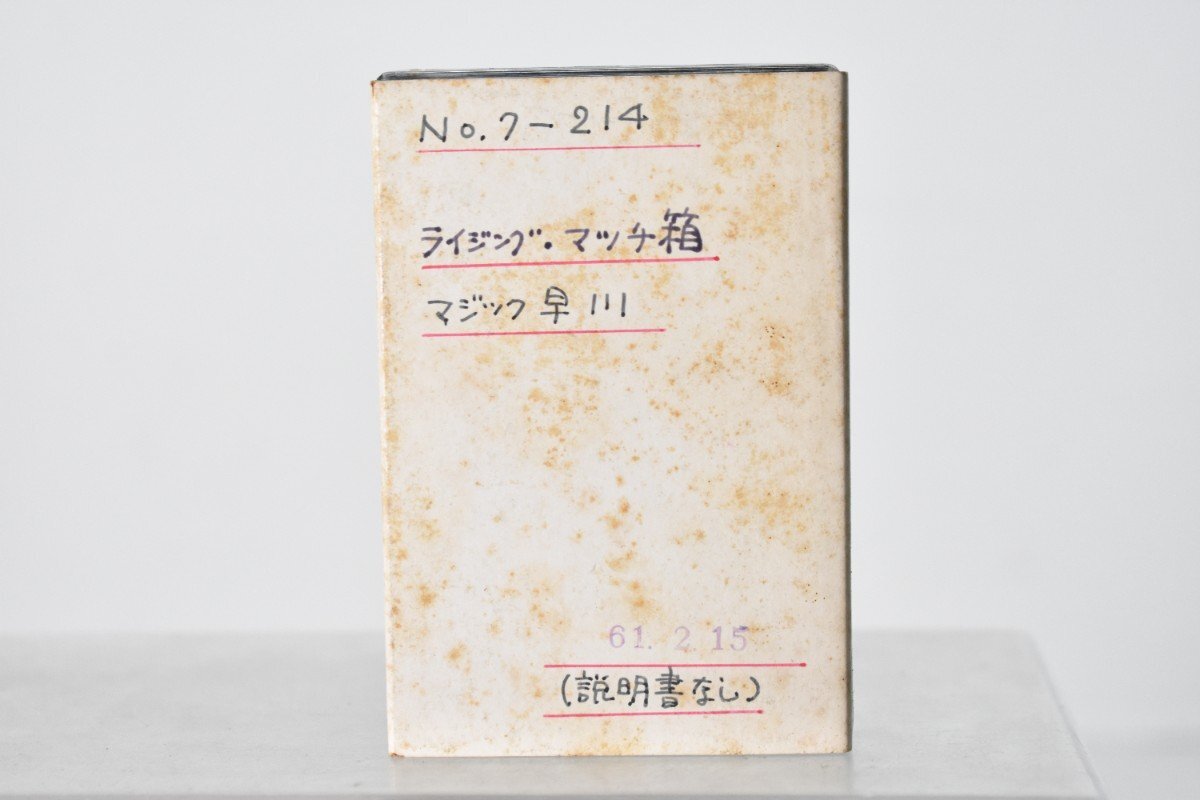 No. 7-214
ライジング・マッチ箱
マジック早川
61. 2. 15
(説明書なし)